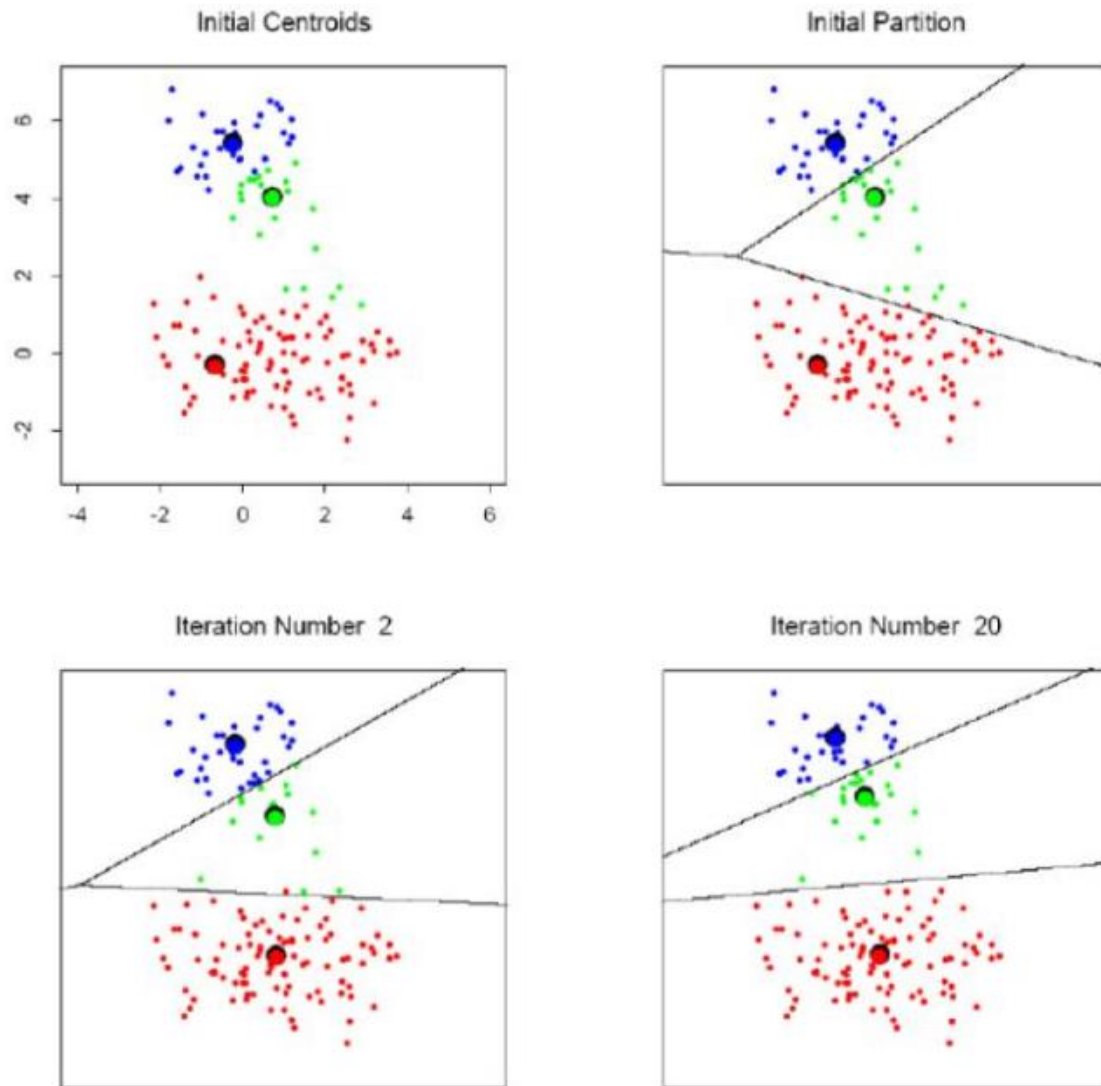 Initial Centroids
Initial Partition
6
4
2
0
-2
-4 -2 0 2 4 6
Iteration Number 2
Iteration Number 20